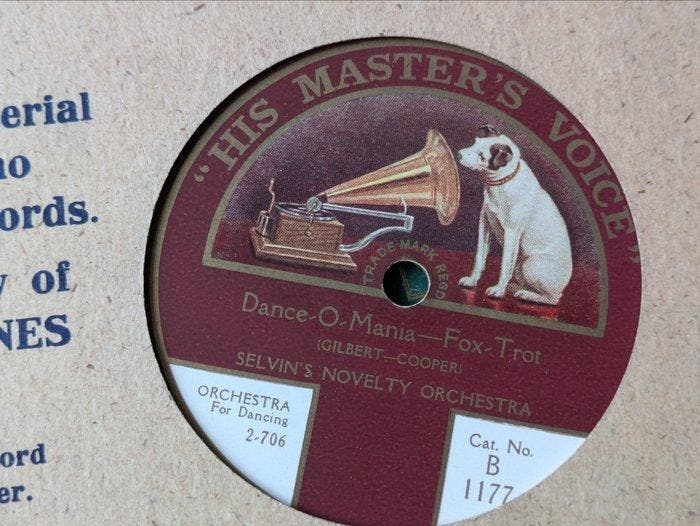 erial
no
ords.
y of
NES
ord
er.
"HIS MASTER'S VOICE"
TRADE MARK REGD
Dance-O-Mania—Fox-Trot
(GILBERT—COOPER)
SELVIN'S NOVELTY ORCHESTRA
ORCHESTRA
For Dancing
2-706
Cat. No.
B
1177